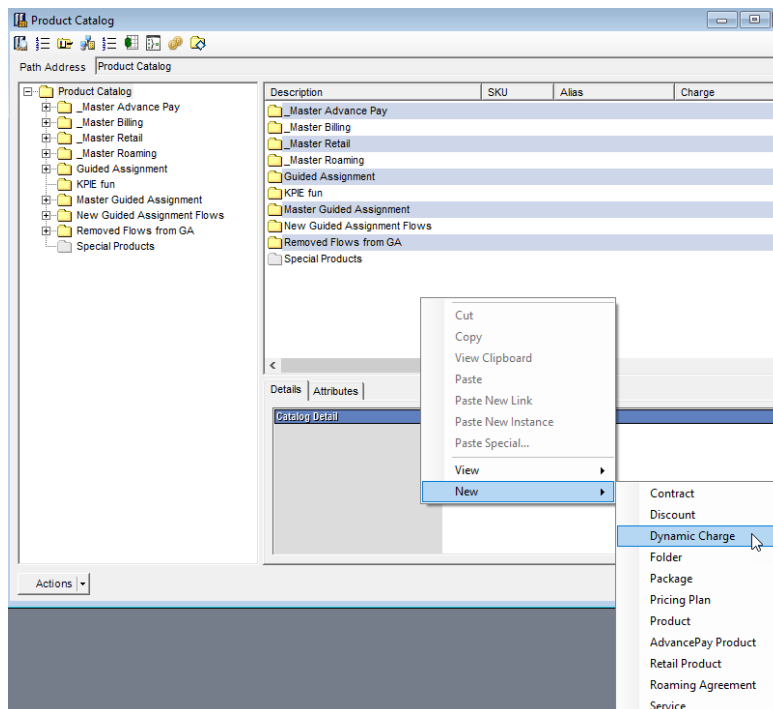 Product Catalog
Path Address Product Catalog
Product Catalog
_Master Advance Pay
_Master Billing
_Master Retail
_Master Roaming
Guided Assignment
KPIE fun
Master Guided Assignment
New Guided Assignment Flows
Removed Flows from GA
Special Products
Description SKU Alias Charge
_Master Advance Pay
_Master Billing
_Master Retail
_Master Roaming
Guided Assignment
KPIE fun
Master Guided Assignment
New Guided Assignment Flows
Removed Flows from GA
Special Products
Details Attributes
Catalog Detail
Cut
Copy
View Clipboard
Paste
Paste New Link
Paste New Instance
Paste Special...
View
New
Contract
Discount
Dynamic Charge
Folder
Package
Pricing Plan
Product
AdvancePay Product
Retail Product
Roaming Agreement
Service
Actions